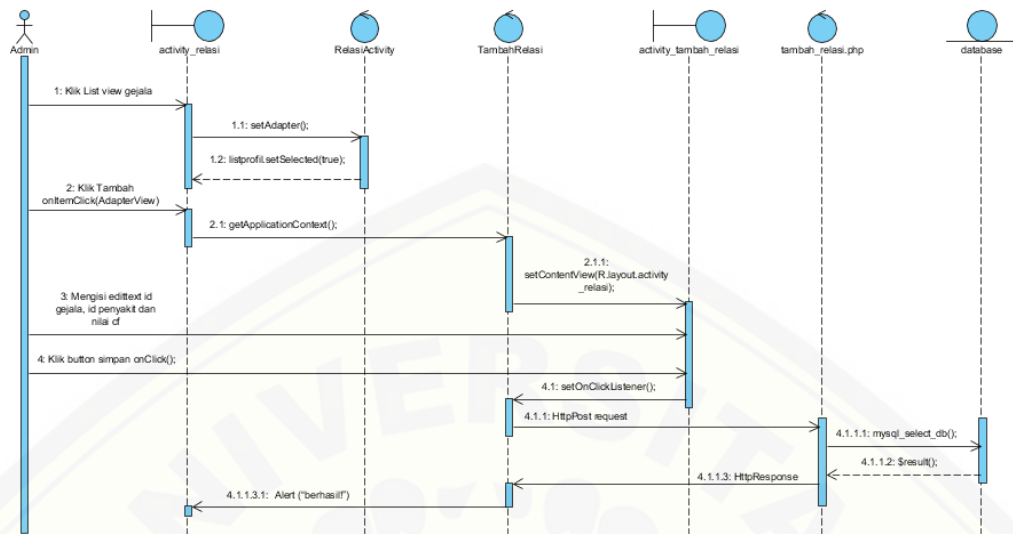 Admin
activity_relasi
RelasiActivity
TambahRelasi
activity_tambah_relasi
tambah_relasi.php
database
1: Klik List view gejala
1.1: setAdapter();
1.2: listprofil.setSelected(true);
2: Klik Tambah
onItemClick(AdapterView)
2.1: getApplicationContext();
2.1.1:
setContentView(R.layout.activity
_relasi);
3: Mengisi edittext id
gejala, id penyakit dan
nilai cf
4: Klik button simpan onClick();
4.1: setOnClickListener();
4.1.1: HttpPost request
4.1.1.1: mysql_select_db();
4.1.1.2: $result();
4.1.1.3: HttpResponse
4.1.1.3.1: Alert ("berhasil!")
UNIVERSITA